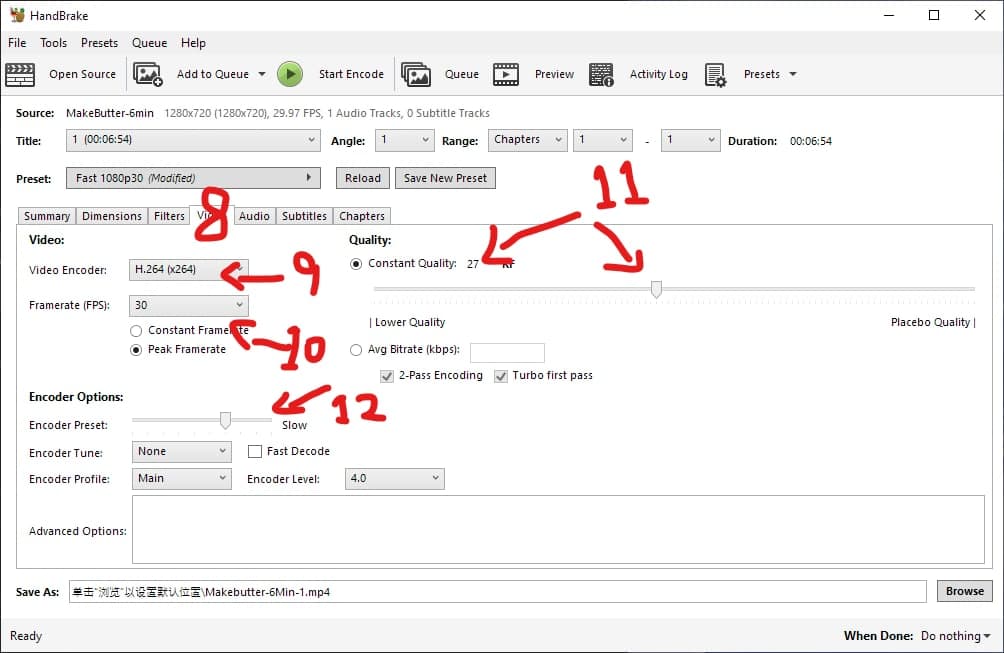 HandBrake
File Tools Presets Queue Help
Open Source Add to Queue Start Encode Queue Preview Activity Log Presets
Source: MakeButter-6min 1280x720 (1280x720), 29.97 FPS, 1 Audio Tracks, 0 Subtitle Tracks
Title: 1 (00:06:54) Angle: 1 Range: Chapters 1 - 1 Duration: 00:06:54
Preset: Fast 1080p30 (Modified) Reload Save New Preset
11
8
Summary Dimensions Filters Audio Subtitles Chapters
Video: Quality:
Video Encoder: H.264 (x264) 9 Constant Quality: 27 RF
Framerate (FPS): 30
Constant Framerate | Lower Quality Placebo Quality |
10
Peak Framerate Avg Bitrate (kbps):
2-Pass Encoding Turbo first pass
Encoder Options:
12
Encoder Preset: Slow
Encoder Tune: None Fast Decode
Encoder Profile: Main Encoder Level: 4.0
Advanced Options:
Save As: 单击"浏览"以设置默认位置\Makebutter-6Min-1.mp4 Browse
Ready When Done: Do nothing